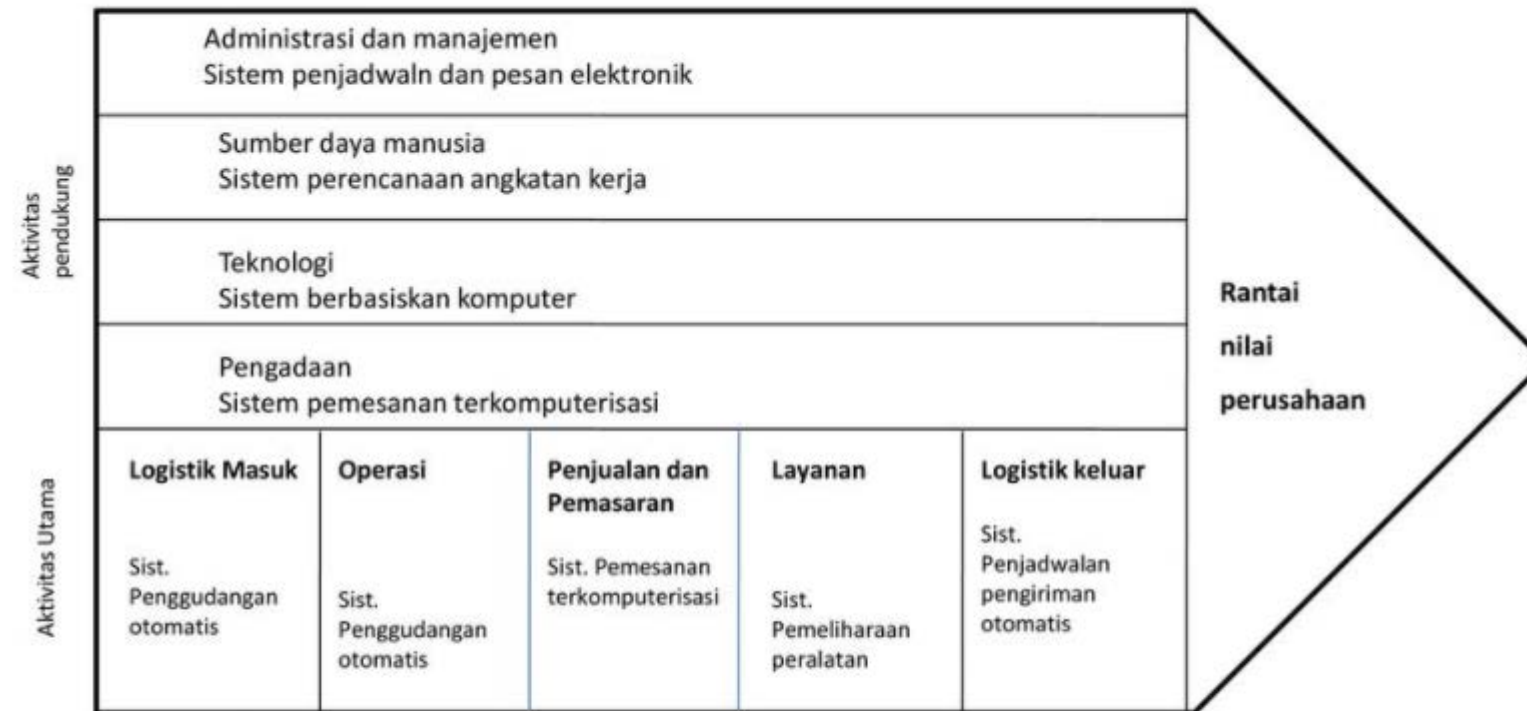 Administrasi dan manajemen
Sistem penjadwaln dan pesan elektronik
Sumber daya manusia
Sistem perencanaan angkatan kerja
Teknologi
Sistem berbasiskan komputer
Pengadaan
Sistem pemesanan terkomputerisasi
Aktivitas
pendukung
Rantai
nilai
perusahaan
Aktivitas Utama
Logistik Masuk
Sist.
Penggudangan
otomatis
Operasi
Sist.
Penggudangan
otomatis
Penjualan dan
Pemasaran
Sist. Pemesanan
terkomputerisasi
Layanan
Sist.
Pemeliharaan
peralatan
Logistik keluar
Sist.
Penjadwalan
pengiriman
otomatis